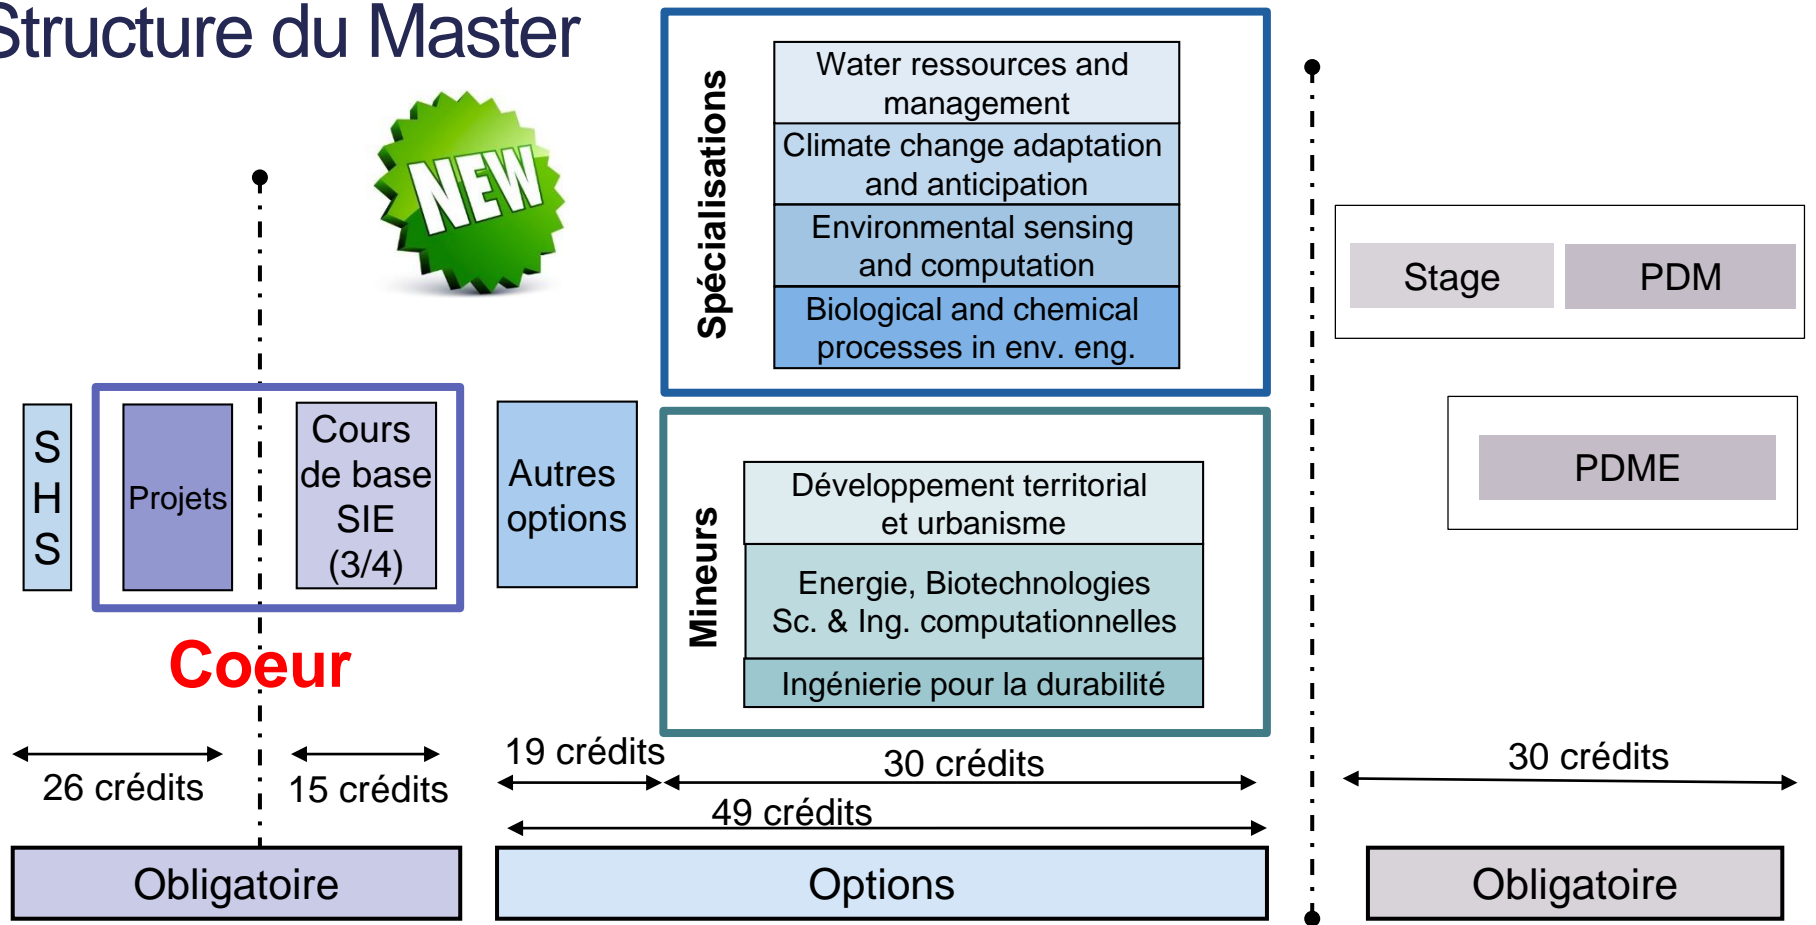 Structure du Master
NEW
Spécialisations
Water ressources and
management
Climate change adaptation
and anticipation
Environmental sensing
and computation
Biological and chemical
processes in env. eng.
Stage
PDM
S
H
S
Projets
Cours
de base
SIE
(3/4)
Autres
options
Mineurs
Développement territorial
et urbanisme
Energie, Biotechnologies
Sc. & Ing. computationnelles
Ingénierie pour la durabilité
PDME
Coeur
26 crédits
15 crédits
19 crédits
30 crédits
49 crédits
30 crédits
Obligatoire
Options
Obligatoire